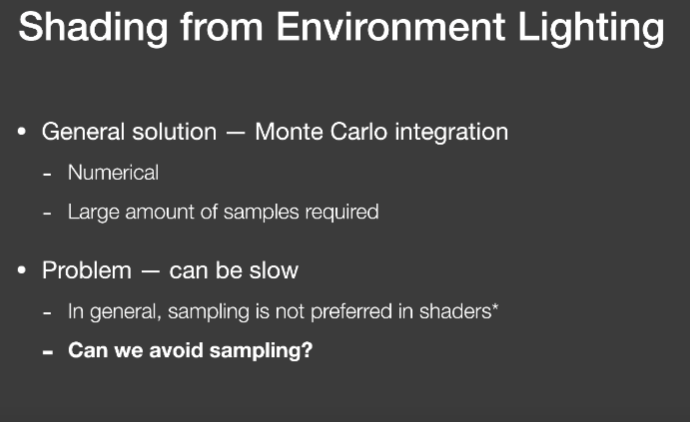 Shading from Environment Lighting
• General solution — Monte Carlo integration
- Numerical
- Large amount of samples required
• Problem — can be slow
- In general, sampling is not preferred in shaders*
- Can we avoid sampling?